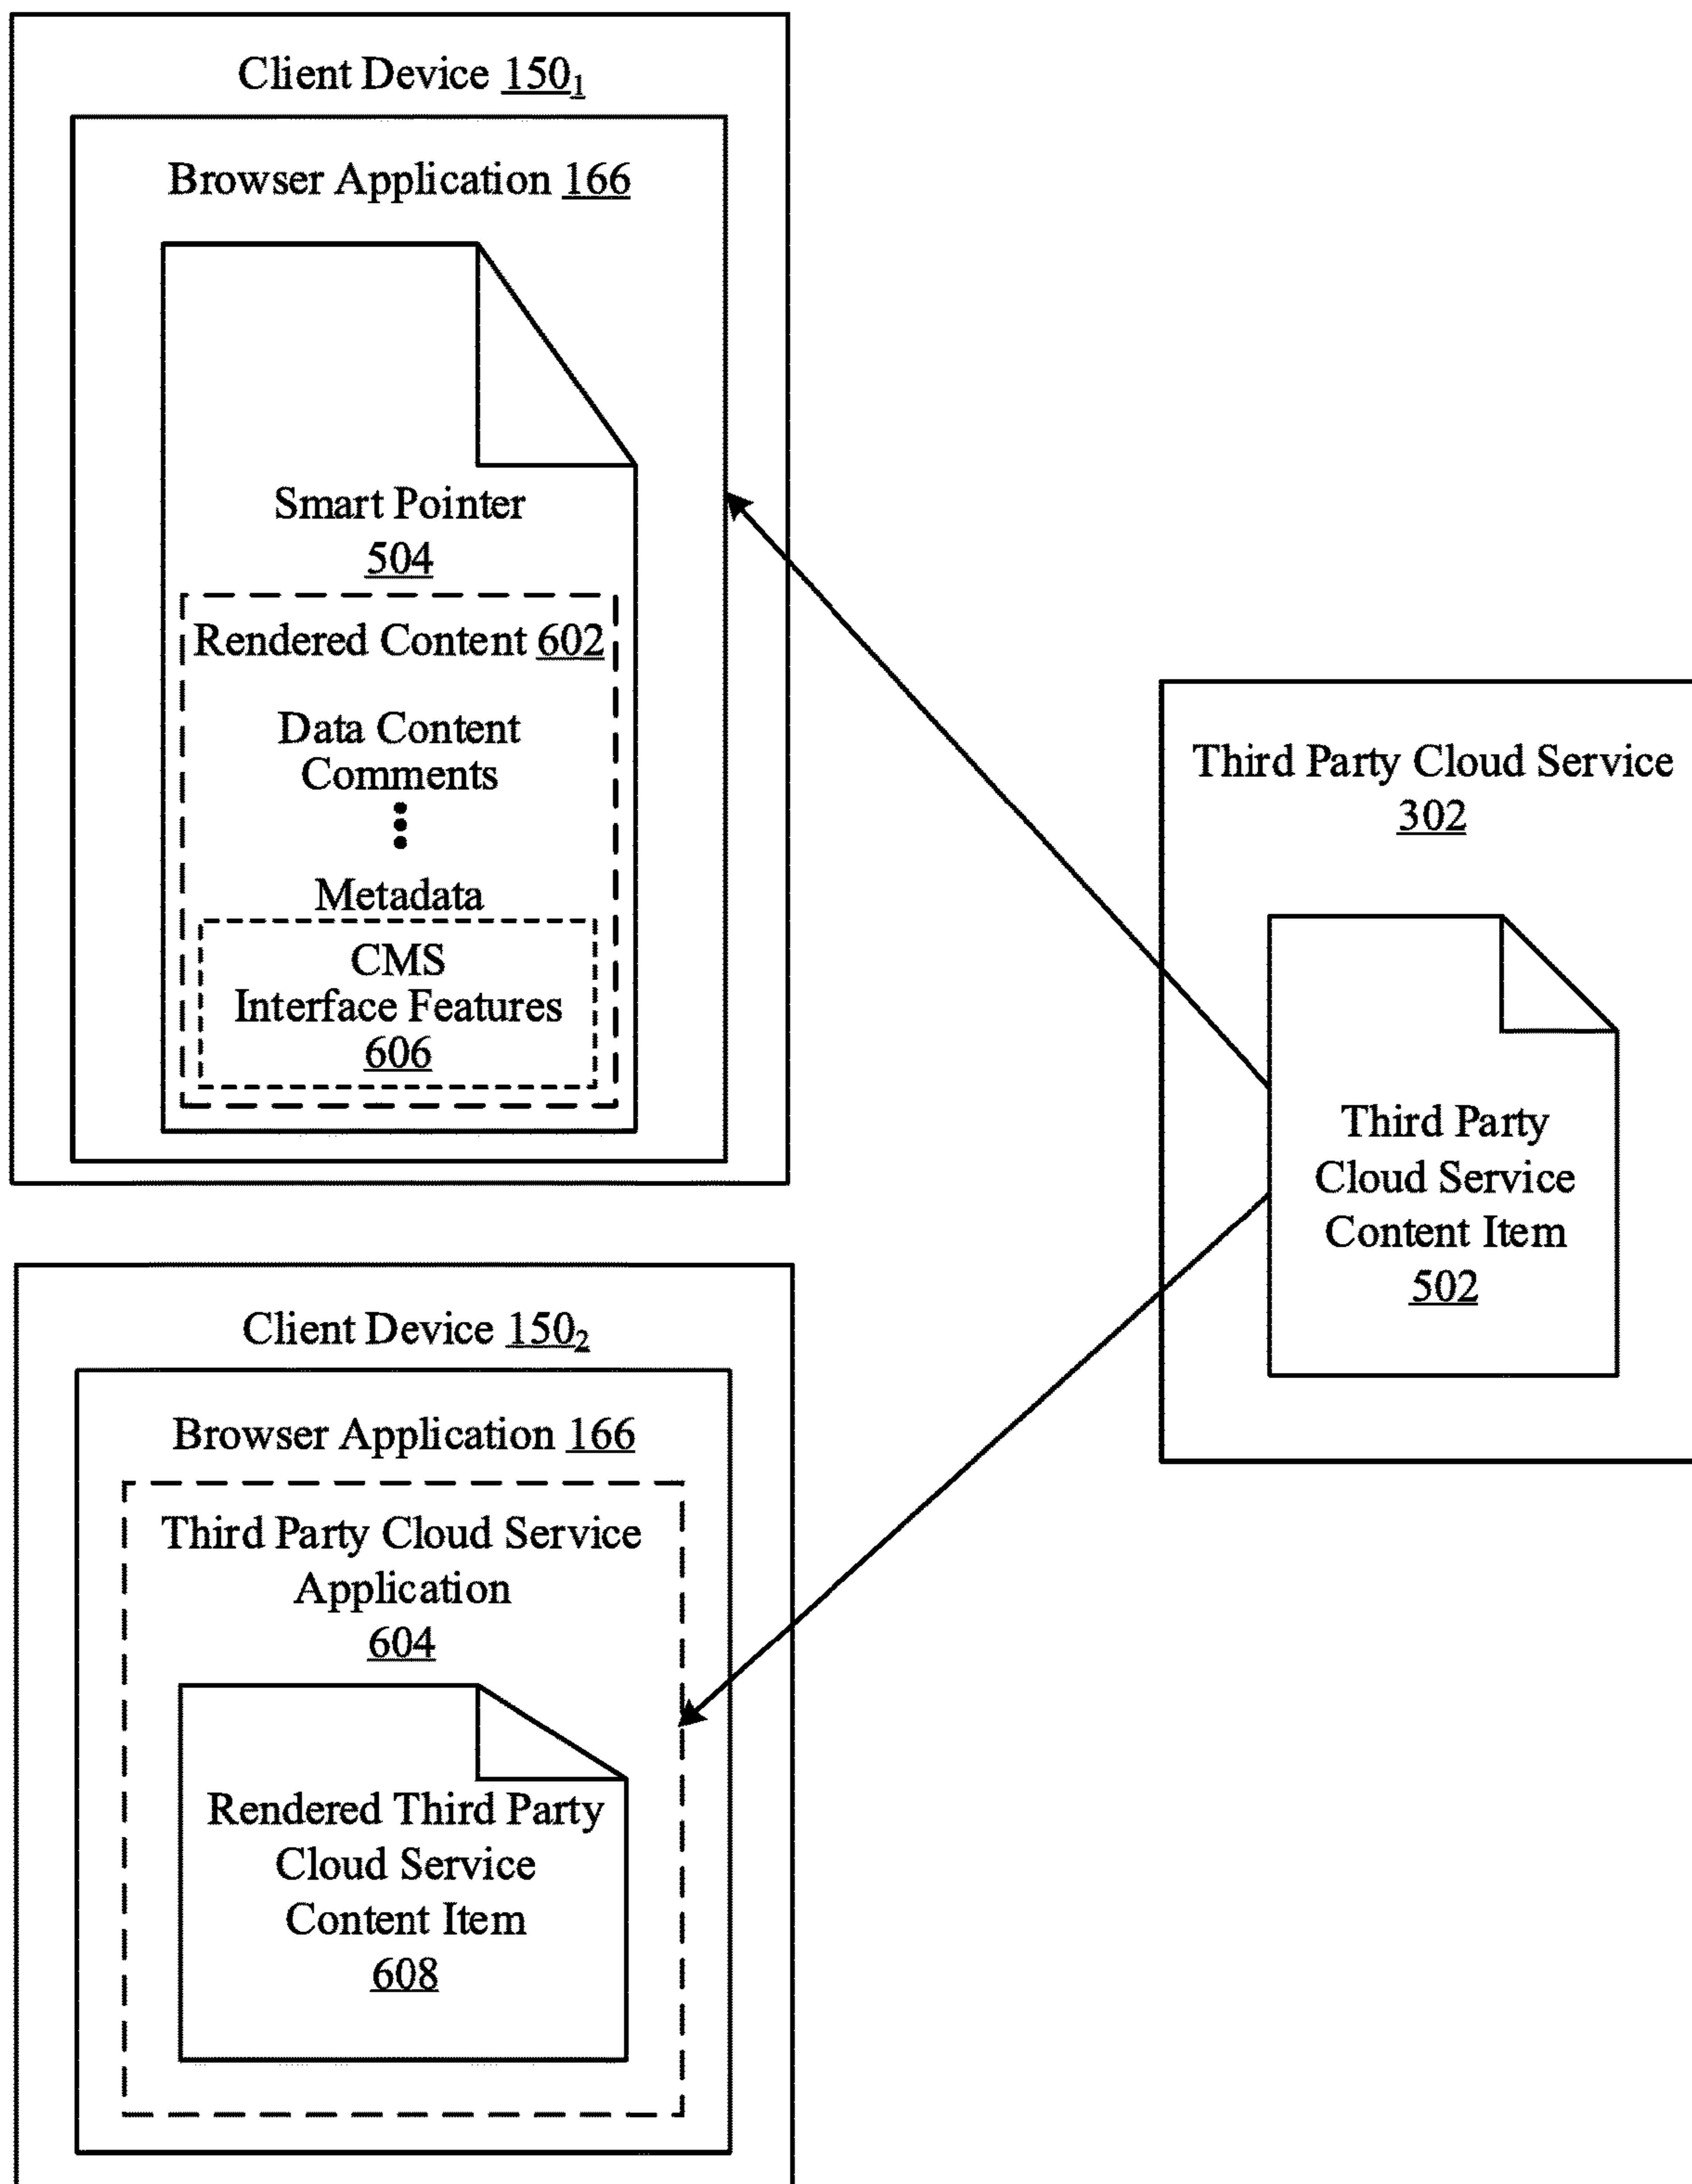 Client Device 150₁
Browser Application 166
Smart Pointer
504
Rendered Content 602
Data Content
Comments
Metadata
CMS
Interface Features
606
Third Party Cloud Service
302
Third Party
Cloud Service
Content Item
502
Client Device 150₂
Browser Application 166
Third Party Cloud Service
Application
604
Rendered Third Party
Cloud Service
Content Item
608